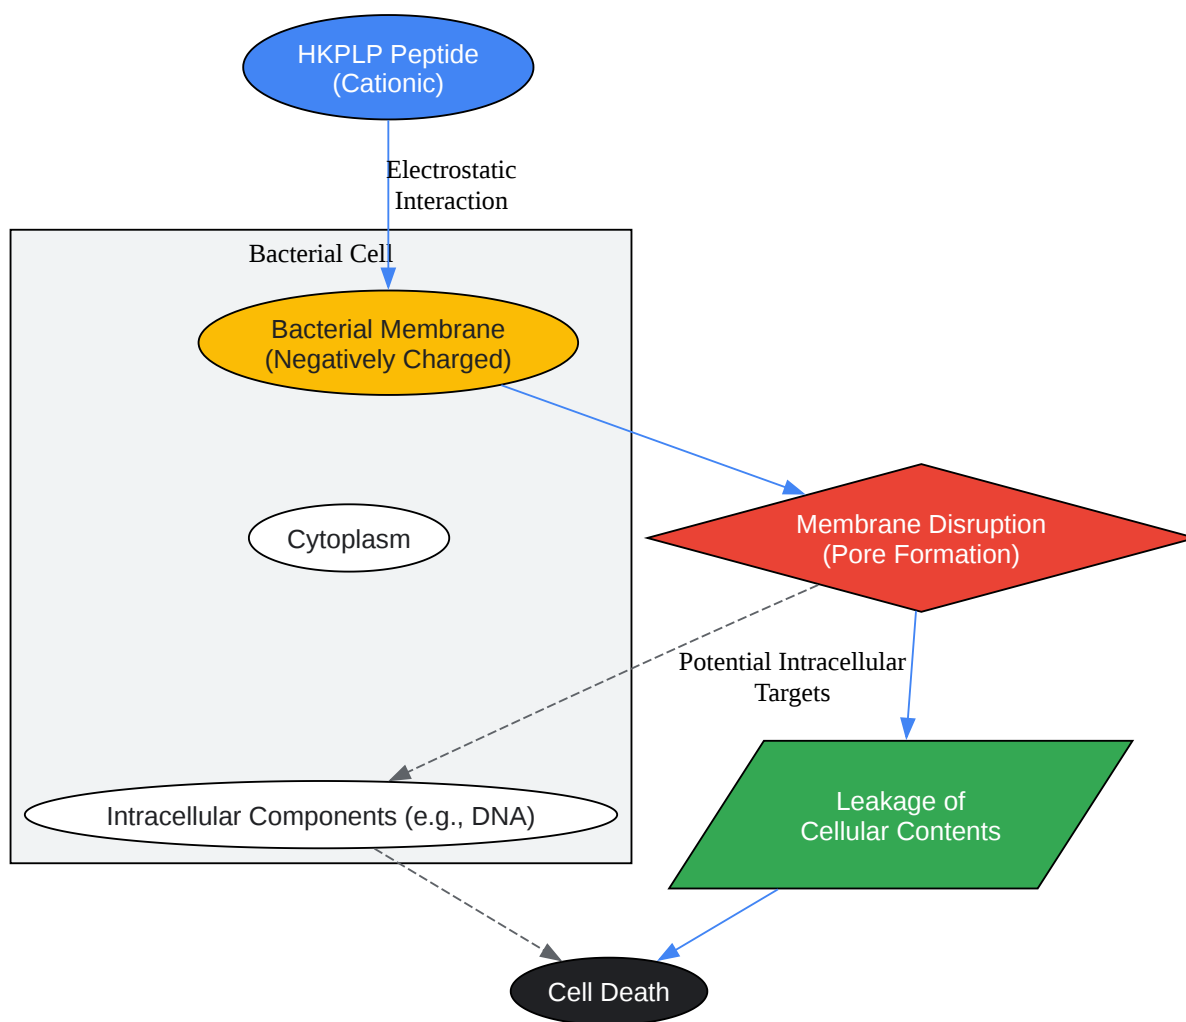 HKPLP Peptide
(Cationic)
Electrostatic
Interaction
Bacterial Cell
Bacterial Membrane
(Negatively Charged)
Cytoplasm
Membrane Disruption
(Pore Formation)
Potential Intracellular
Targets
Intracellular Components (e.g., DNA)
Leakage of
Cellular Contents
Cell Death